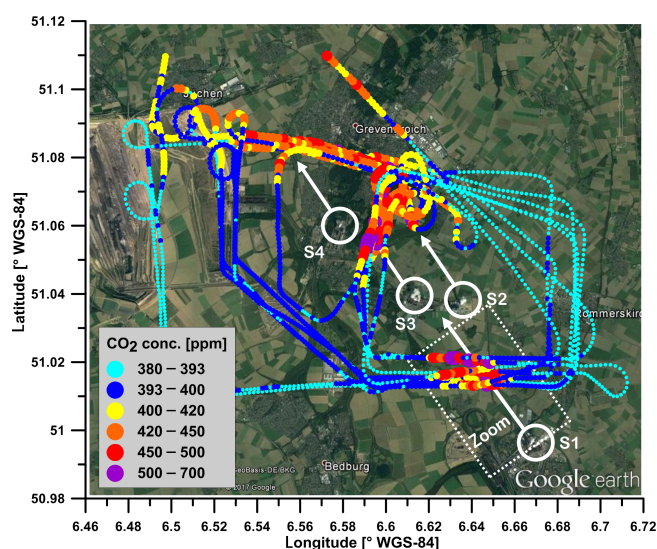 51.12
51.1
51.08
51.06
51.04
51.02
51
50.98
Latitude [° WGS-84]
6.46 6.48 6.5 6.52 6.54 6.56 6.58 6.6 6.62 6.64 6.66 6.68 6.7 6.72
Longitude [° WGS-84]
Grevenbroich
S4
S3
S2
S1
Zoom
Bedburg
GeoBasis-DE/BKG
2017 Google
Google earth
CO2 conc. [ppm]
380 – 393
393 – 400
400 – 420
420 – 450
450 – 500
500 – 700